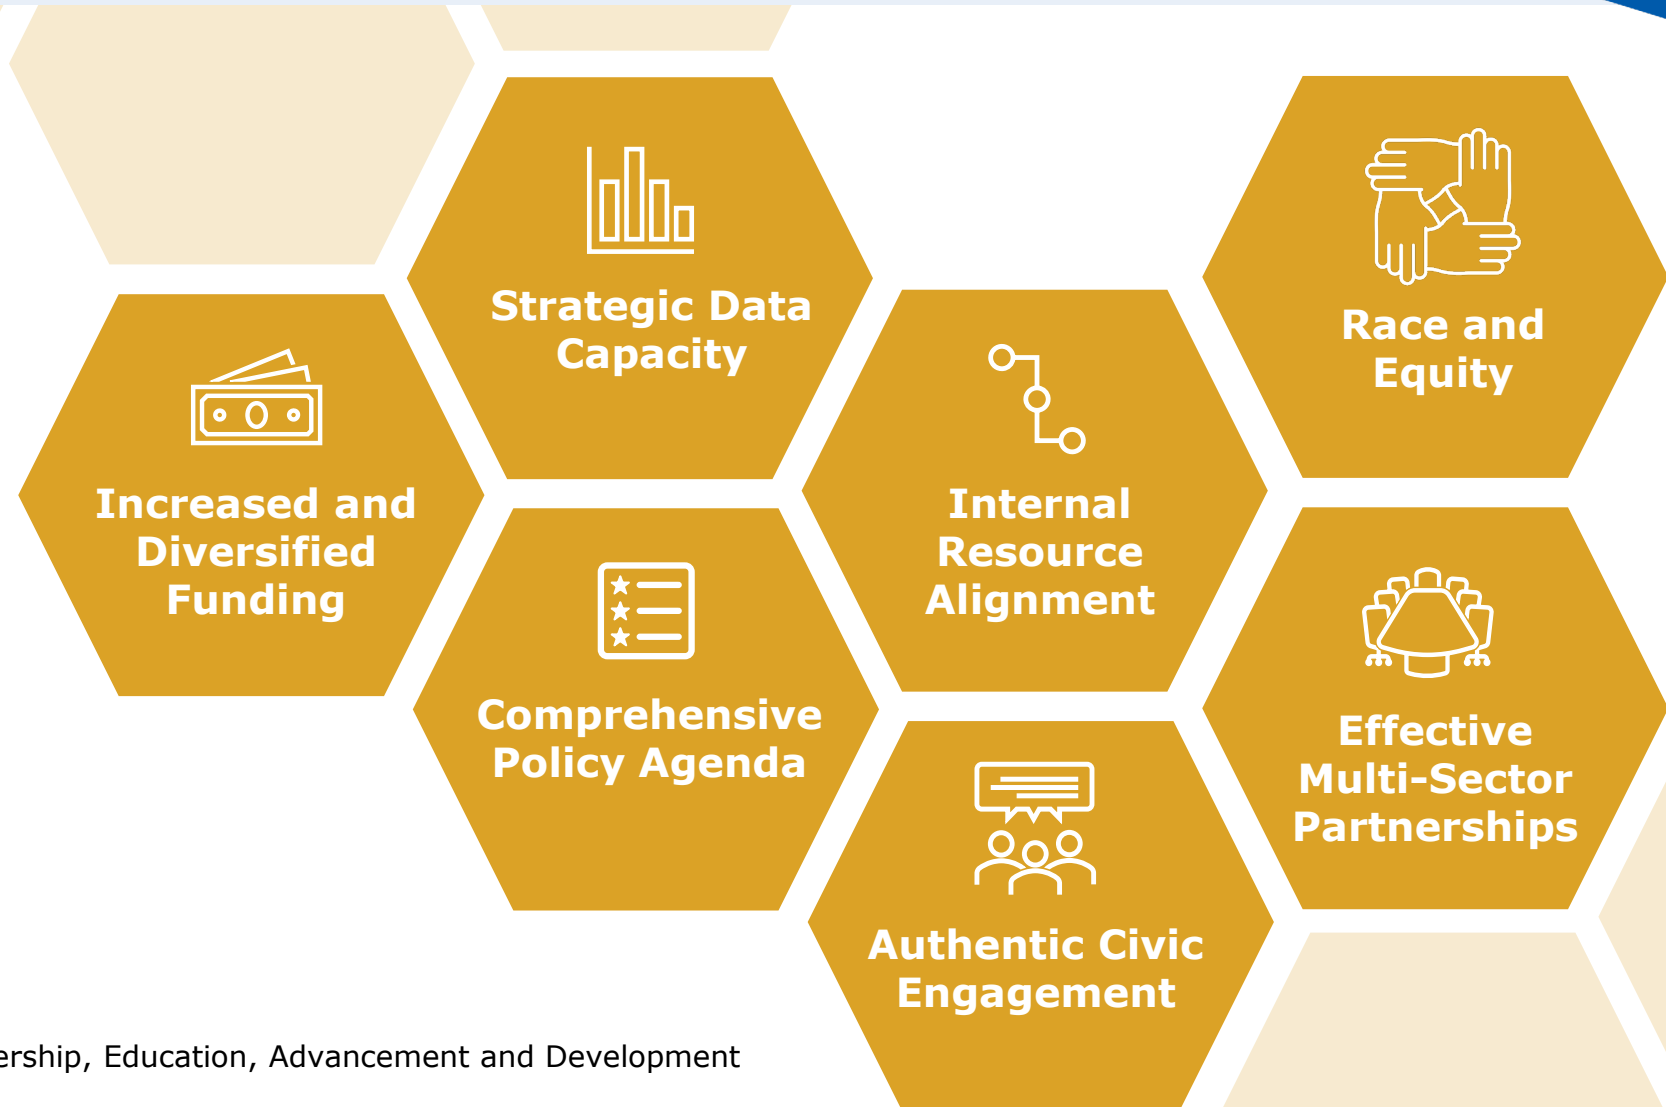 Strategic Data
Capacity
Race and
Equity
Increased and
Diversified
Funding
Internal
Resource
Alignment
Comprehensive
Policy Agenda
Effective
Multi-Sector
Partnerships
Authentic Civic
Engagement
Education, Advancement and Development